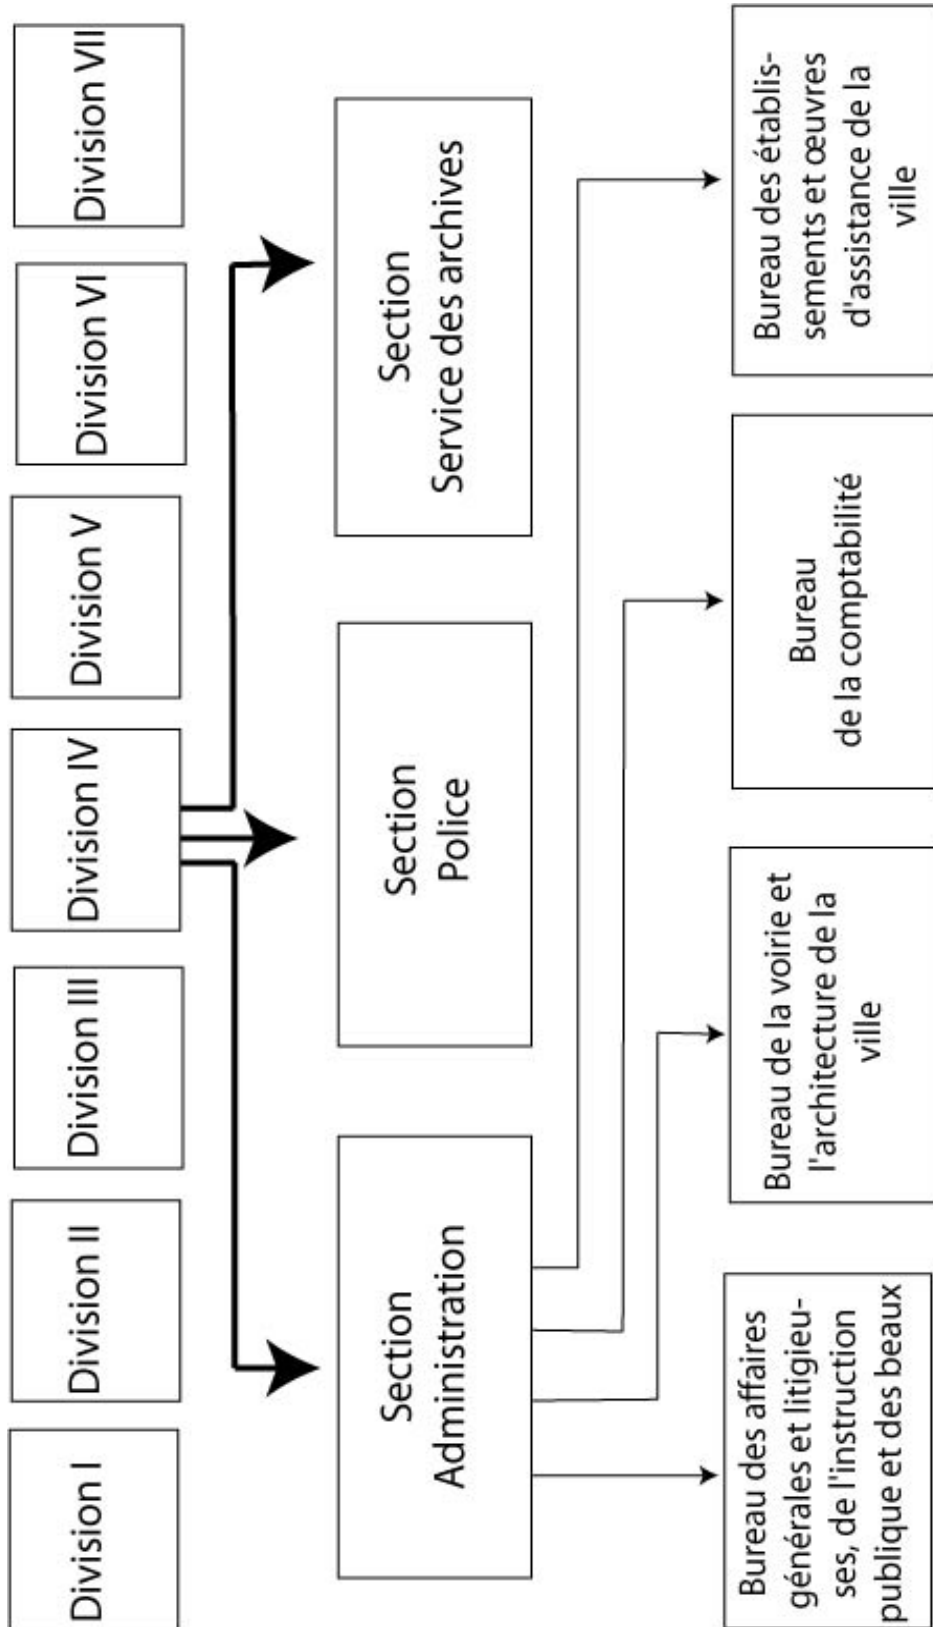 Division I
Division II
Division III
Division IV
Division V
Division VI
Division VII
Section
Administration
Section
Police
Section
Service des archives
Bureau des affaires
générales et litigieu-
ses, de l'instruction
publique et des beaux
Bureau de la voirie et
l'architecture de la
ville
Bureau
de la comptabilité
Bureau des établis-
sements et œuvres
d'assistance de la
ville